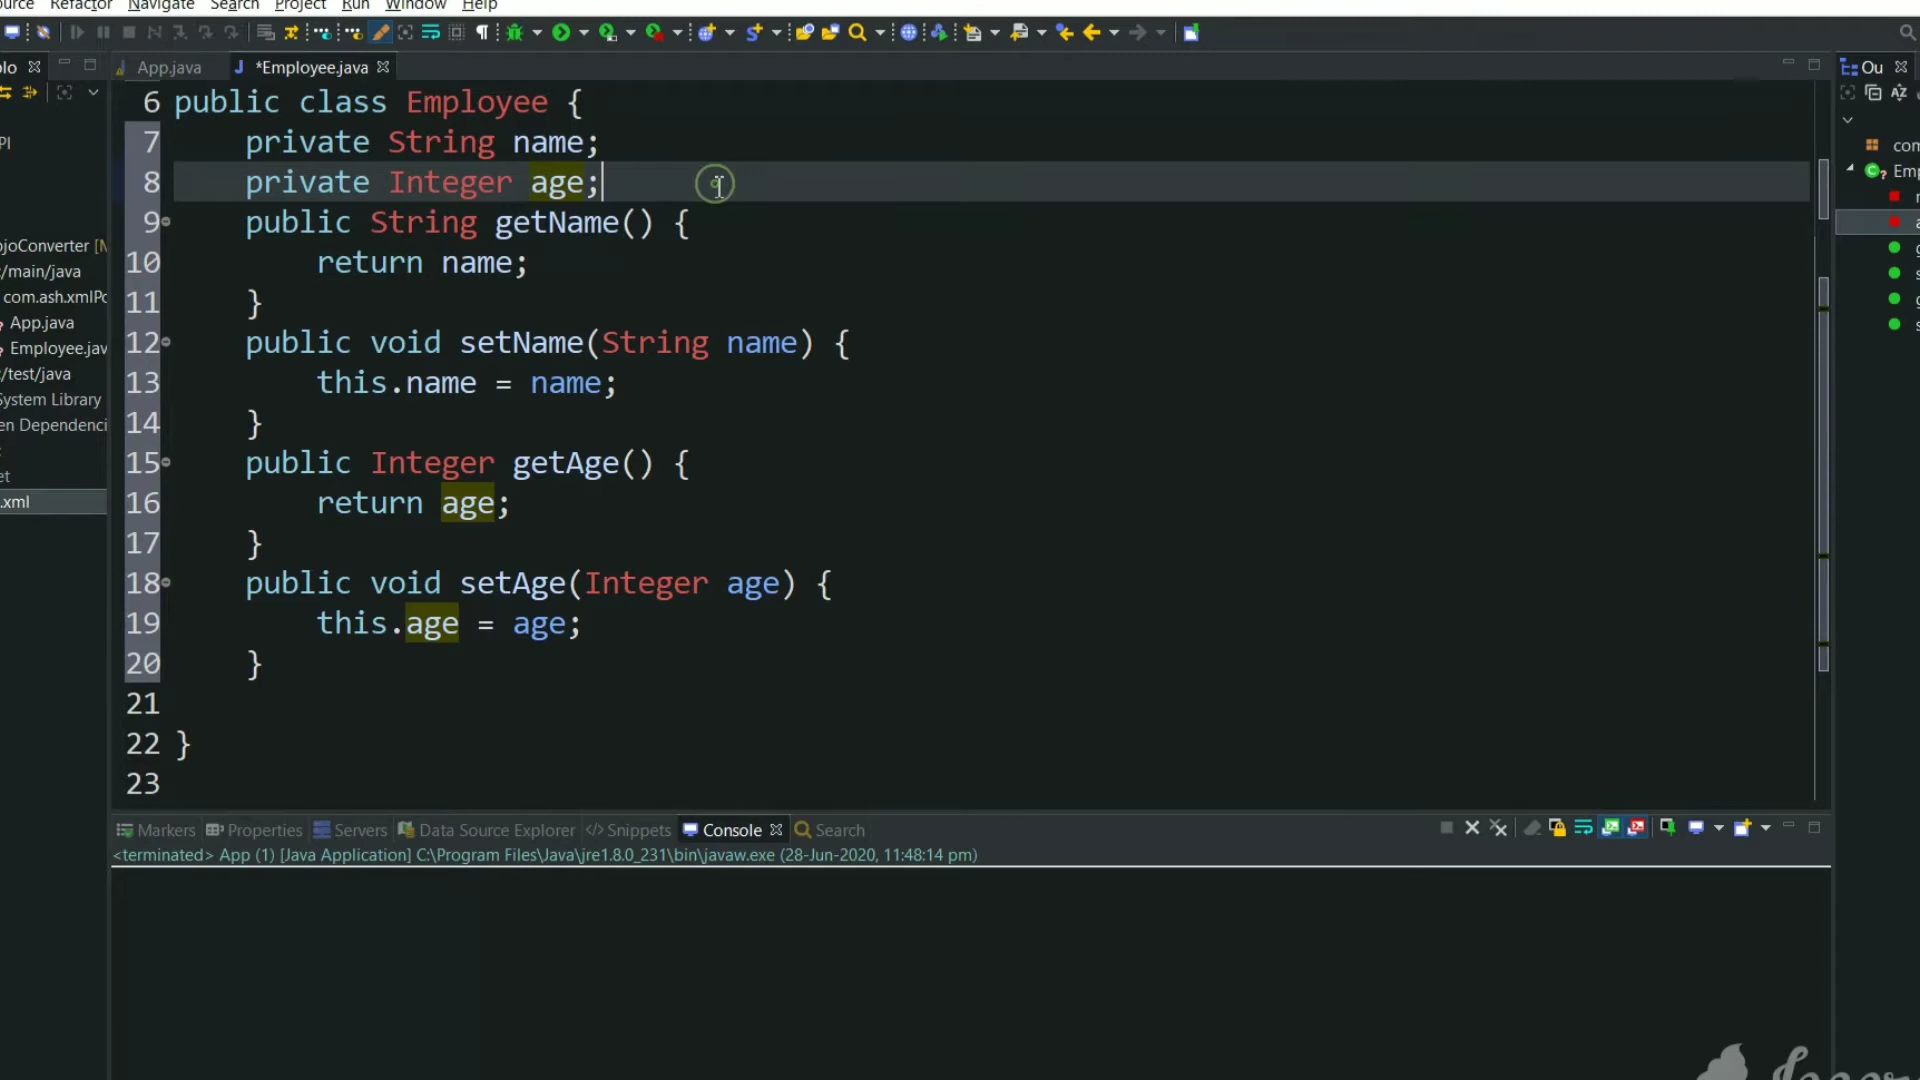 Refactor Navigate Search Project Run Window Help
App.java *Employee.java
6 public class Employee {
7 private String name;
8 private Integer age;
9 public String getName() {
10 return name;
11 }
12 public void setName(String name) {
13 this.name = name;
14 }
15 public Integer getAge() {
16 return age;
17 }
18 public void setAge(Integer age) {
19 this.age = age;
20 }
21
22 }
23
ojoConverter [M
/main/java
com.ash.xmlPo
App.java
Employee.jav
/test/java
System Library
en Dependenci
et
.xml
Ou
com
Emp
Markers Properties Servers Data Source Explorer Snippets Console Search
<terminated> App (1) [Java Application] C:\Program Files\Java\jre1.8.0_231\bin\javaw.exe (28-Jun-2020, 11:48:14 pm)